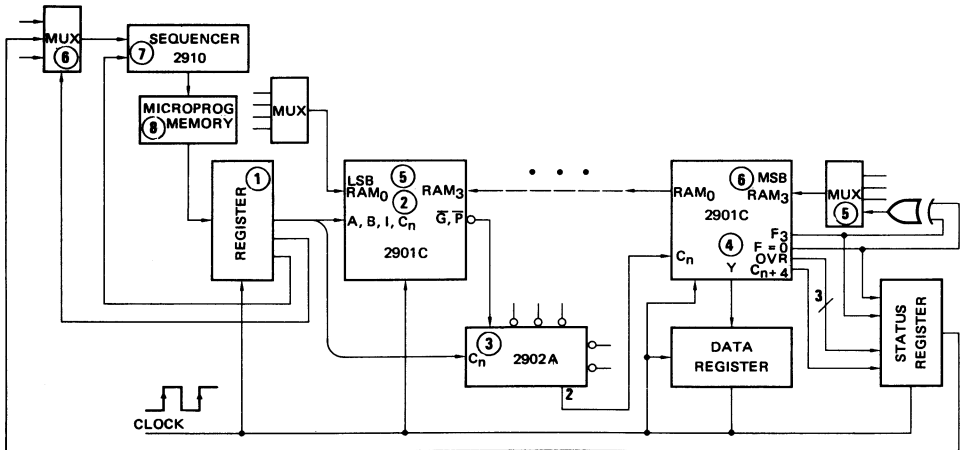 MUX
6
SEQUENCER
7
2910
MICROPROG
MEMORY
8
MUX
REGISTER
1
LSB
5
RAM0
2
RAM3
A, B, I, Cn
G, P
2901C
• • •
6
MSB
RAM0
RAM3
2901C
F3
4
F = 0
OVR
Cn
Y
Cn+4
MUX
5
3
3
Cn
2902A
2
DATA
REGISTER
STATUS
REGISTER
CLOCK